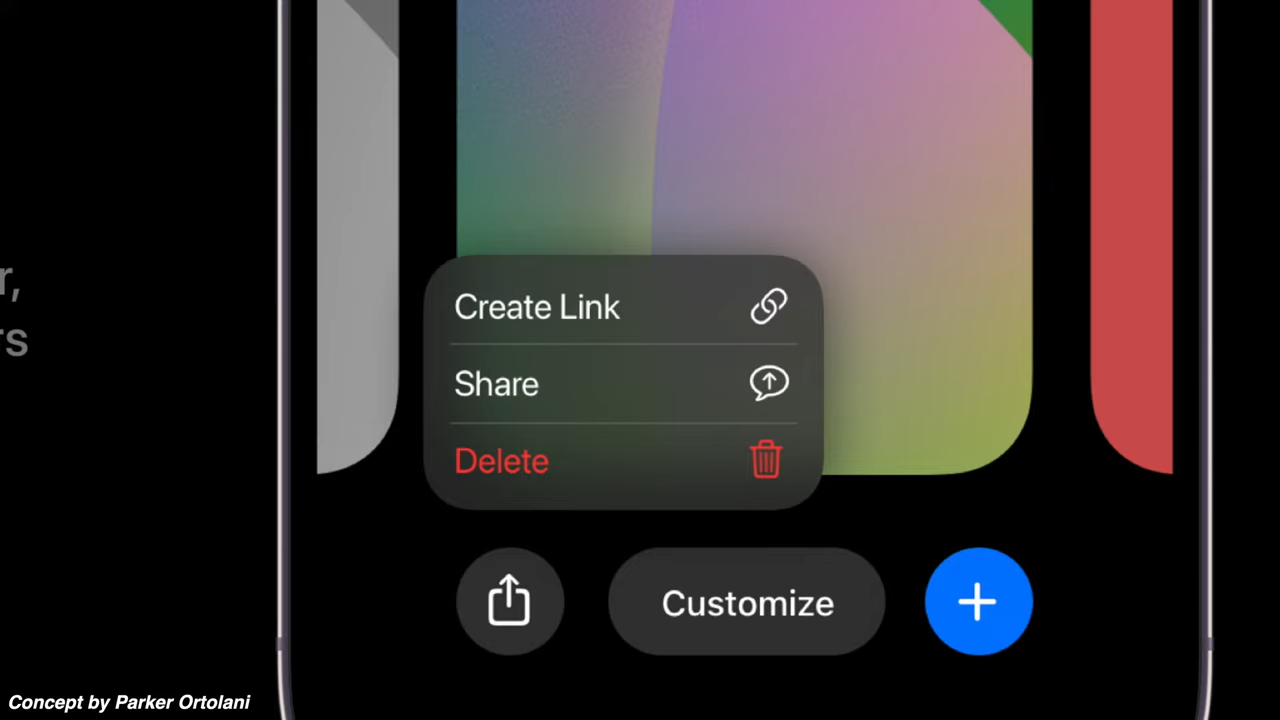 Create Link
Share
Delete
Customize
Concept by Parker Ortolani